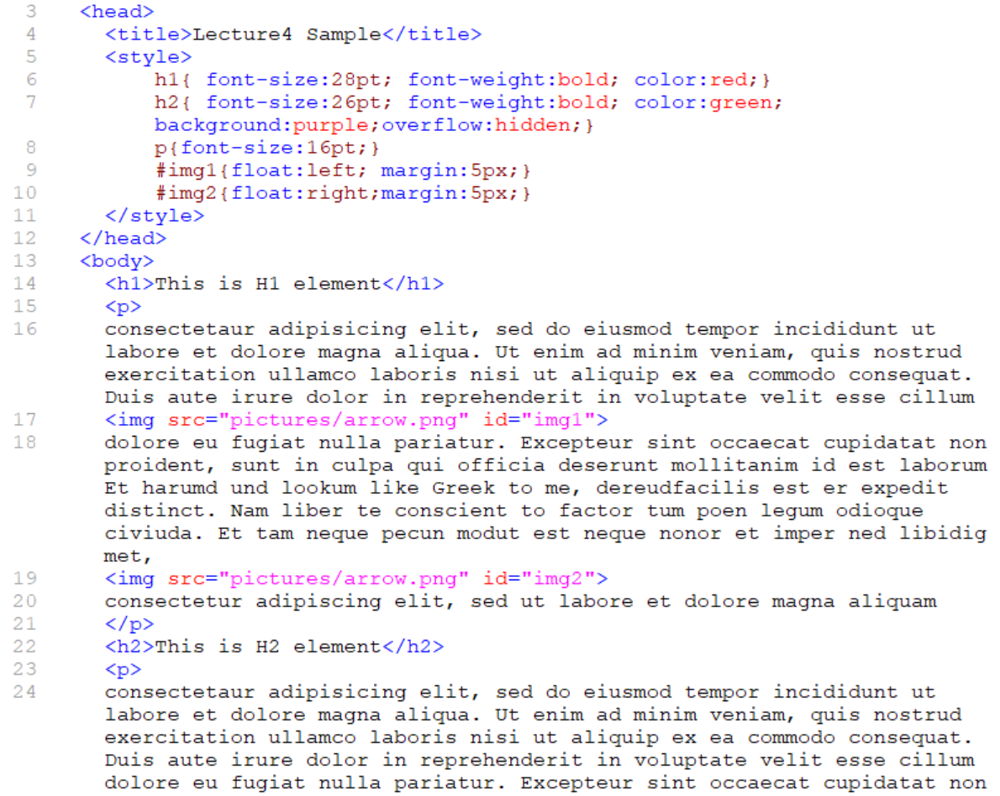 3 <head>
4 <title>Lecture4 Sample</title>
5 <style>
6 h1{ font-size:28pt; font-weight:bold; color:red;}
7 h2{ font-size:26pt; font-weight:bold; color:green;
background:purple;overflow:hidden;}
8 p{font-size:16pt;}
9 #img1{float:left; margin:5px;}
10 #img2{float:right;margin:5px;}
11 </style>
12 </head>
13 <body>
14 <h1>This is H1 element</h1>
15 <p>
16 consectetaur adipisicing elit, sed do eiusmod tempor incididunt ut
labore et dolore magna aliqua. Ut enim ad minim veniam, quis nostrud
exercitation ullamco laboris nisi ut aliquip ex ea commodo consequat.
Duis aute irure dolor in reprehenderit in voluptate velit esse cillum
17 <img src="pictures/arrow.png" id="img1">
18 dolore eu fugiat nulla pariatur. Excepteur sint occaecat cupidatat non
proident, sunt in culpa qui officia deserunt mollitanim id est laborum
Et harumd und lookum like Greek to me, dereudfacilis est er expedit
distinct. Nam liber te conscient to factor tum poen legum odioque
civiuda. Et tam neque pecun modut est neque nonor et imper ned libidig
met,
19 <img src="pictures/arrow.png" id="img2">
20 consectetur adipiscing elit, sed ut labore et dolore magna aliquam
21 </p>
22 <h2>This is H2 element</h2>
23 <p>
24 consectetaur adipisicing elit, sed do eiusmod tempor incididunt ut
labore et dolore magna aliqua. Ut enim ad minim veniam, quis nostrud
exercitation ullamco laboris nisi ut aliquip ex ea commodo consequat.
Duis aute irure dolor in reprehenderit in voluptate velit esse cillum
dolore eu fugiat nulla pariatur. Excepteur sint occaecat cupidatat non